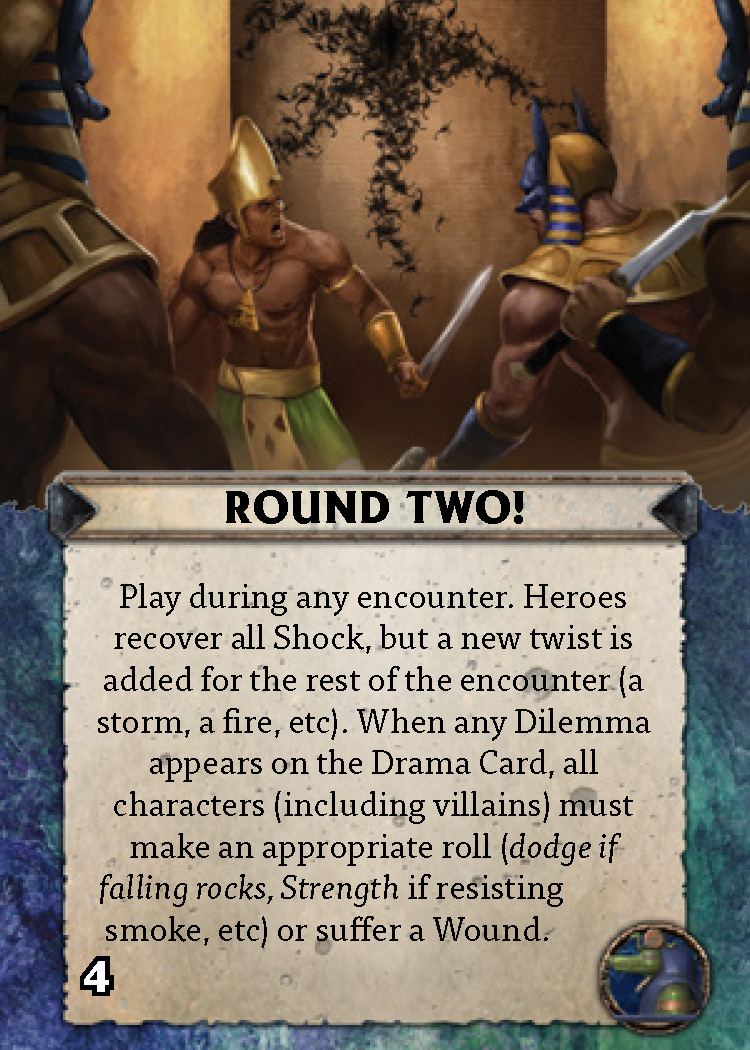 ROUND TWO!
Play during any encounter. Heroes
recover all Shock, but a new twist is
added for the rest of the encounter (a
storm, a fire, etc). When any Dilemma
appears on the Drama Card, all
characters (including villains) must
make an appropriate roll (dodge if
falling rocks, Strength if resisting
smoke, etc) or suffer a Wound.
4